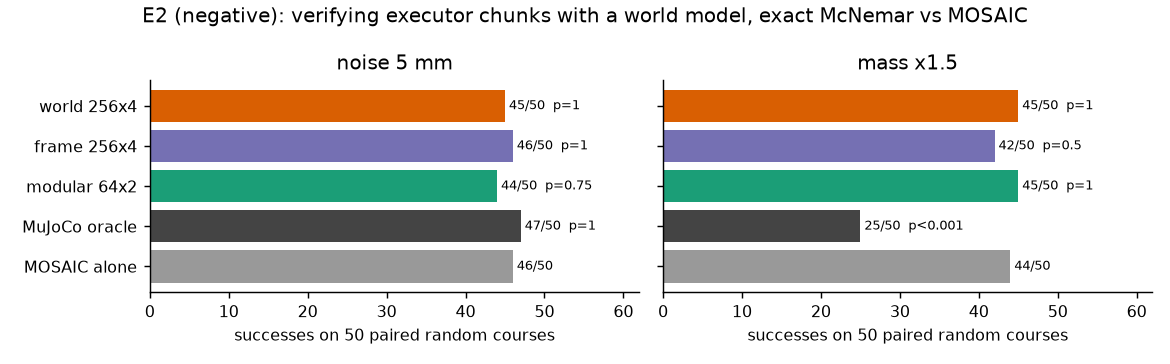 E2 (negative): verifying executor chunks with a world model, exact McNemar vs MOSAIC
noise 5 mm
world 256x4
45/50 p=1
frame 256x4
46/50 p=1
modular 64x2
44/50 p=0.75
MuJoCo oracle
47/50 p=1
MOSAIC alone
46/50
0 10 20 30 40 50 60
successes on 50 paired random courses
mass x1.5
45/50 p=1
42/50 p=0.5
45/50 p=1
25/50 p<0.001
44/50
0 10 20 30 40 50 60
successes on 50 paired random courses